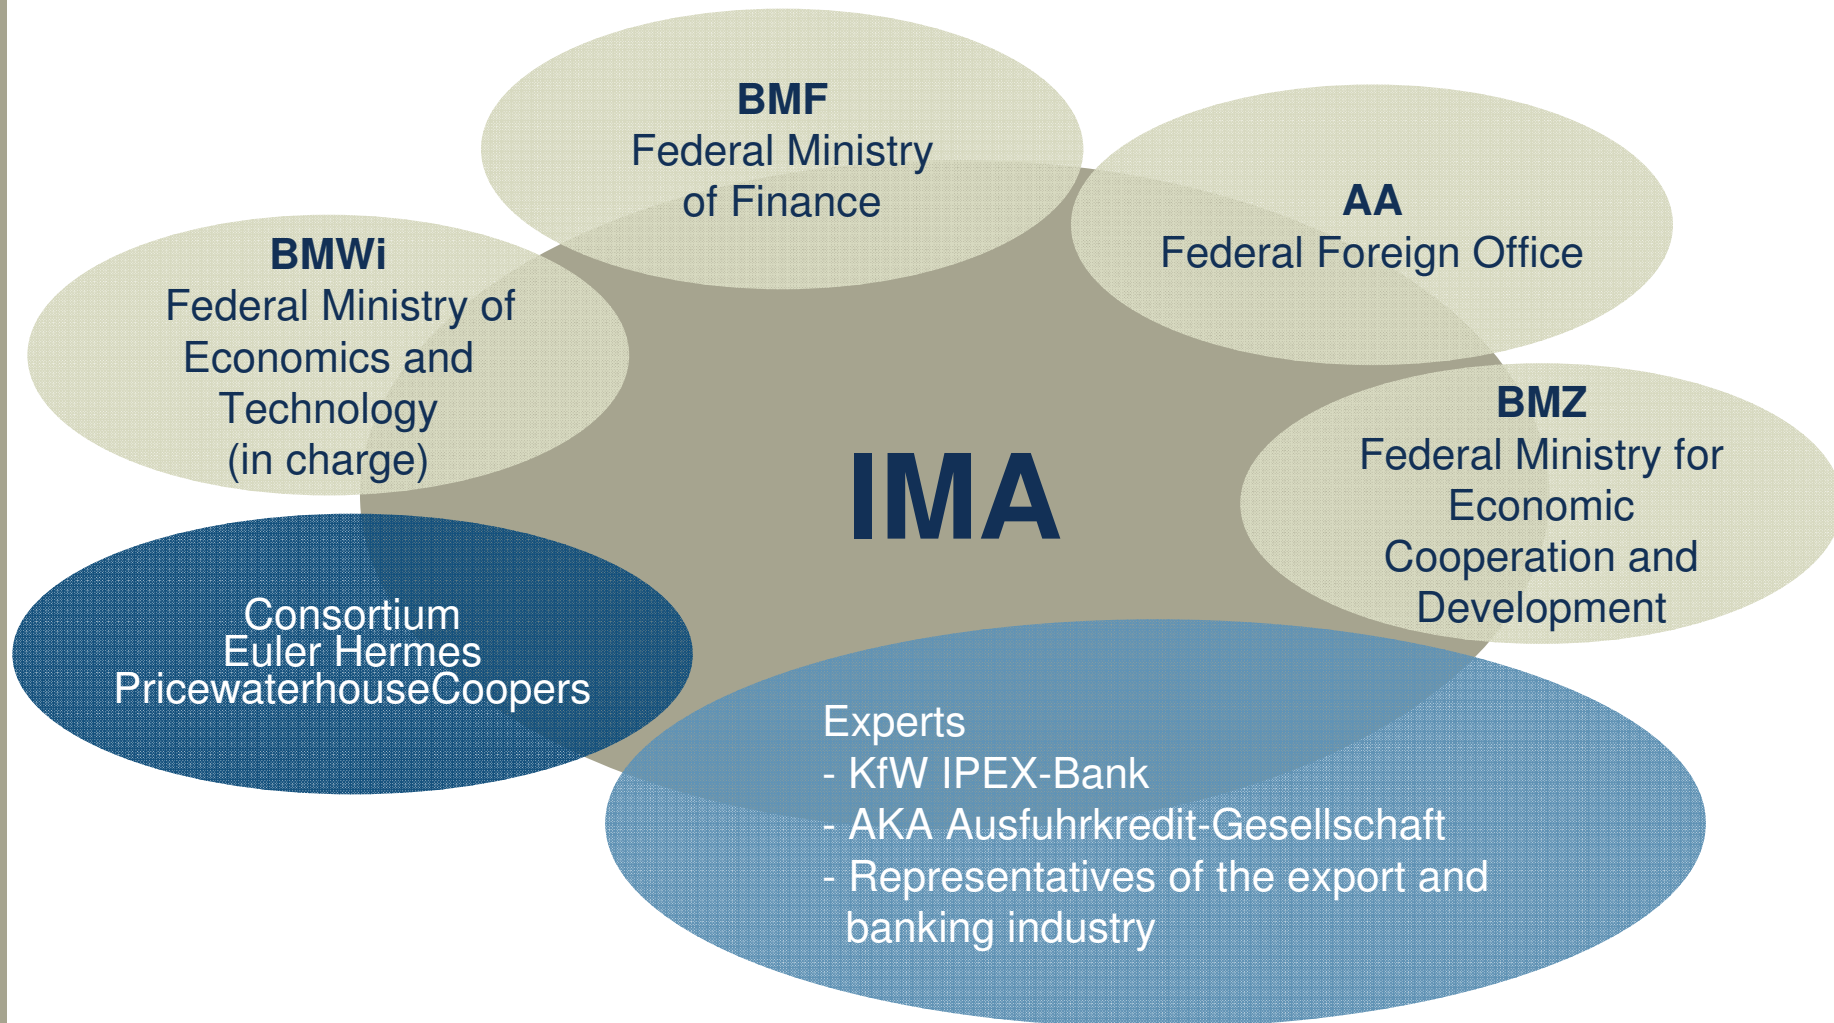 BMF
Federal Ministry
of Finance
AA
Federal Foreign Office
BMWi
Federal Ministry of
Economics and
Technology
(in charge)
BMZ
Federal Ministry for
Economic
Cooperation and
Development
IMA
Consortium
Euler Hermes
PricewaterhouseCoopers
Experts
- KfW IPEX-Bank
- AKA Ausfuhrkredit-Gesellschaft
- Representatives of the export and
banking industry